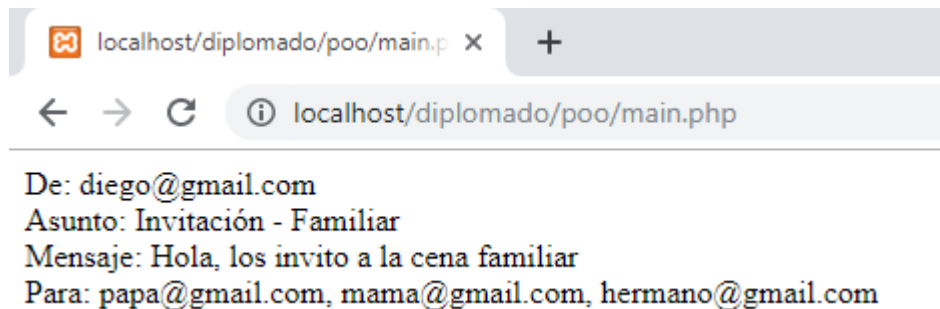 localhost/diplomado/poo/main.p
localhost/diplomado/poo/main.php
De: diego@gmail.com
Asunto: Invitación - Familiar
Mensaje: Hola, los invito a la cena familiar
Para: papa@gmail.com, mama@gmail.com, hermano@gmail.com